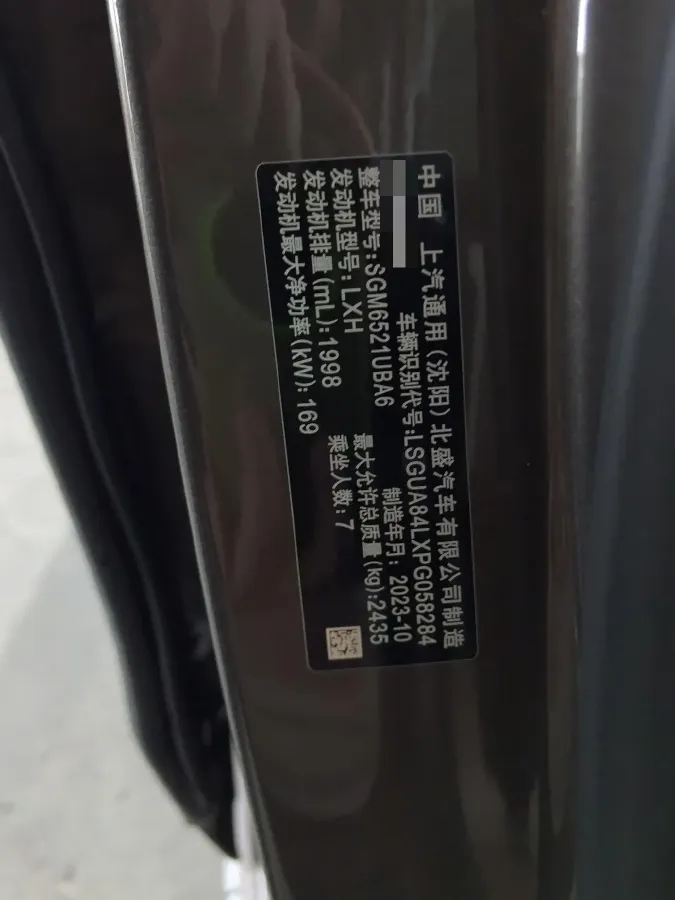 中国 上汽通用(沈阳)北盛汽车有限公司制造
车辆识别代号:LSGUA84LXPG058284
整车型号:SGM6521UBA6 制造年月:2023-10
发动机型号:LXH 最大允许总质量(kg):2435
发动机排量(mL):1998 乘坐人数:7
发动机最大净功率(kW):169